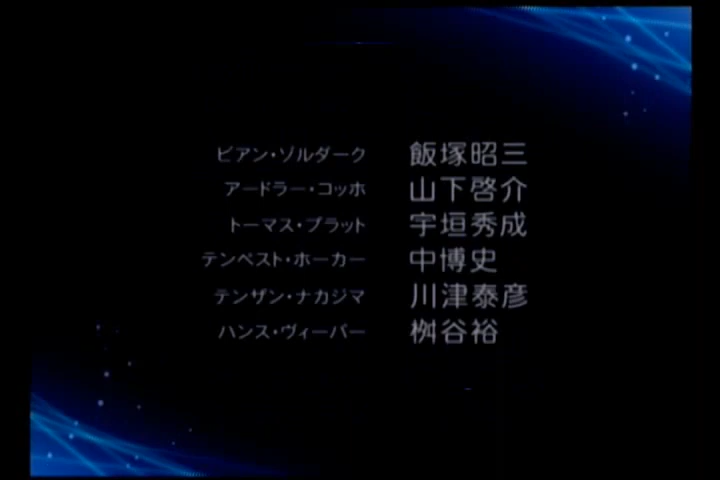 ビアン・ゾルダーク 飯塚昭三
アードラー・コッホ 山下啓介
トーマス・プラット 宇垣秀成
テンペスト・ホーカー 中博史
テンザン・ナカジマ 川津泰彦
ハンス・ヴィーパー 桝谷裕